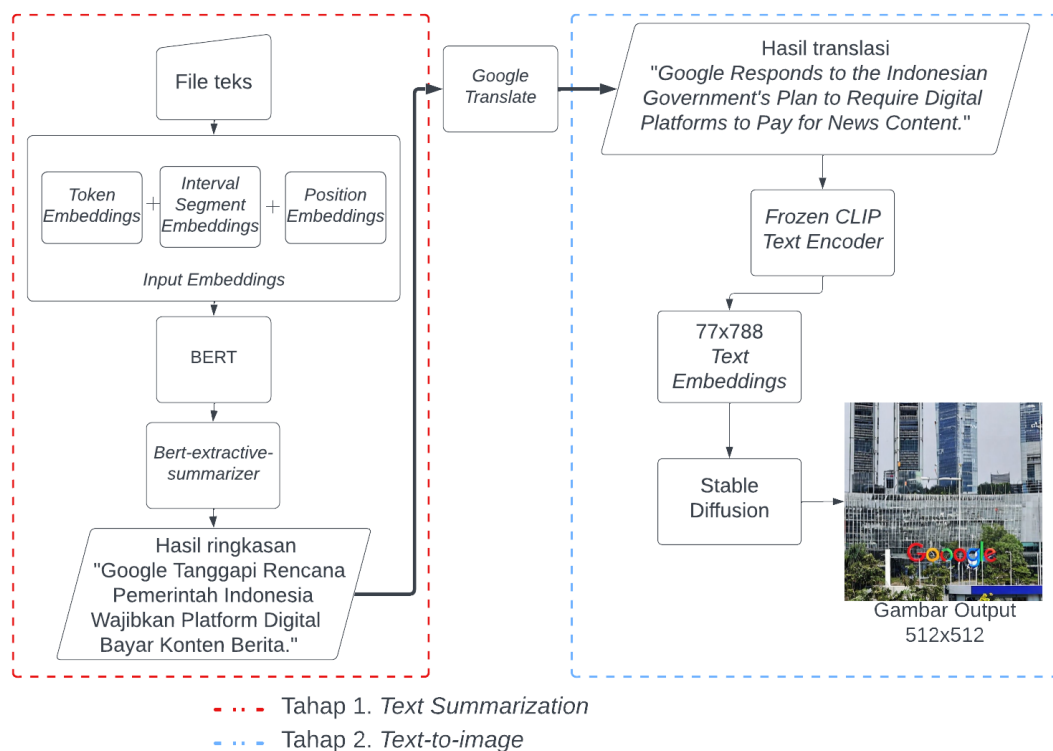 File teks
Token
Embeddings
+
Interval
Segment
Embeddings
+
Position
Embeddings
Input Embeddings
BERT
Bert-extractive-
summarizer
Hasil ringkasan
"Google Tanggapi Rencana
Pemerintah Indonesia
Wajibkan Platform Digital
Bayar Konten Berita."
Google
Translate
Hasil translasi
"Google Responds to the Indonesian
Government's Plan to Require Digital
Platforms to Pay for News Content."
Frozen CLIP
Text Encoder
77x788
Text
Embeddings
Stable
Diffusion
Gooogle
Gambar Output
512x512
Tahap 1. Text Summarization
Tahap 2. Text-to-image